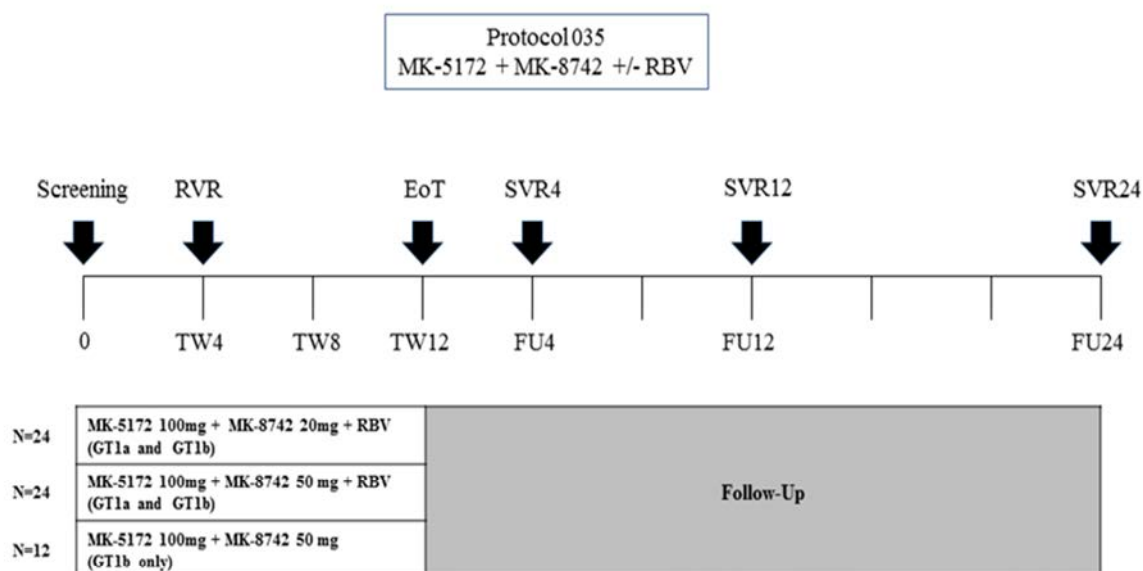 Protocol 035
MK-5172 + MK-8742 +/- RBV
Screening RVR EoT SVR4 SVR12 SVR24
0 TW4 TW8 TW12 FU4 FU12 FU24
N=24
MK-5172 100mg + MK-8742 20mg + RBV
(GT1a and GT1b)
N=24
MK-5172 100mg + MK-8742 50 mg + RBV
(GT1a and GT1b)
N=12
MK-5172 100mg + MK-8742 50 mg
(GT1b only)
Follow-Up